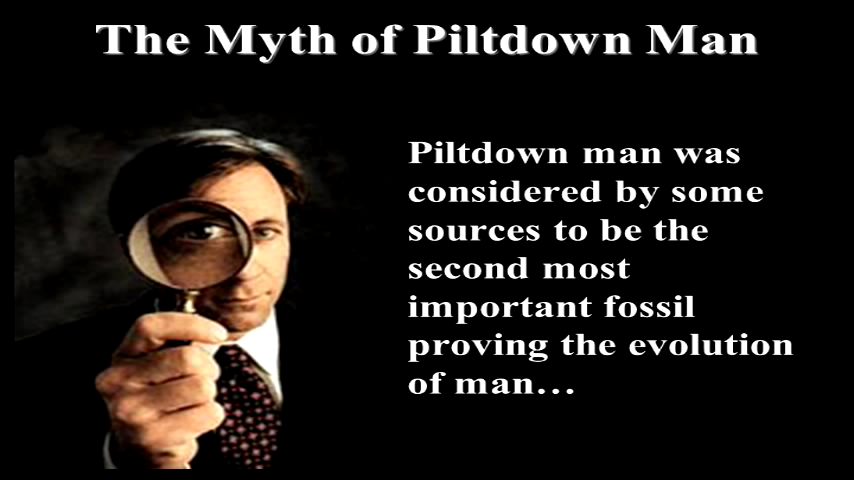 The Myth of Piltdown Man
Piltdown man was
considered by some
sources to be the
second most
important fossil
proving the evolution
of man…